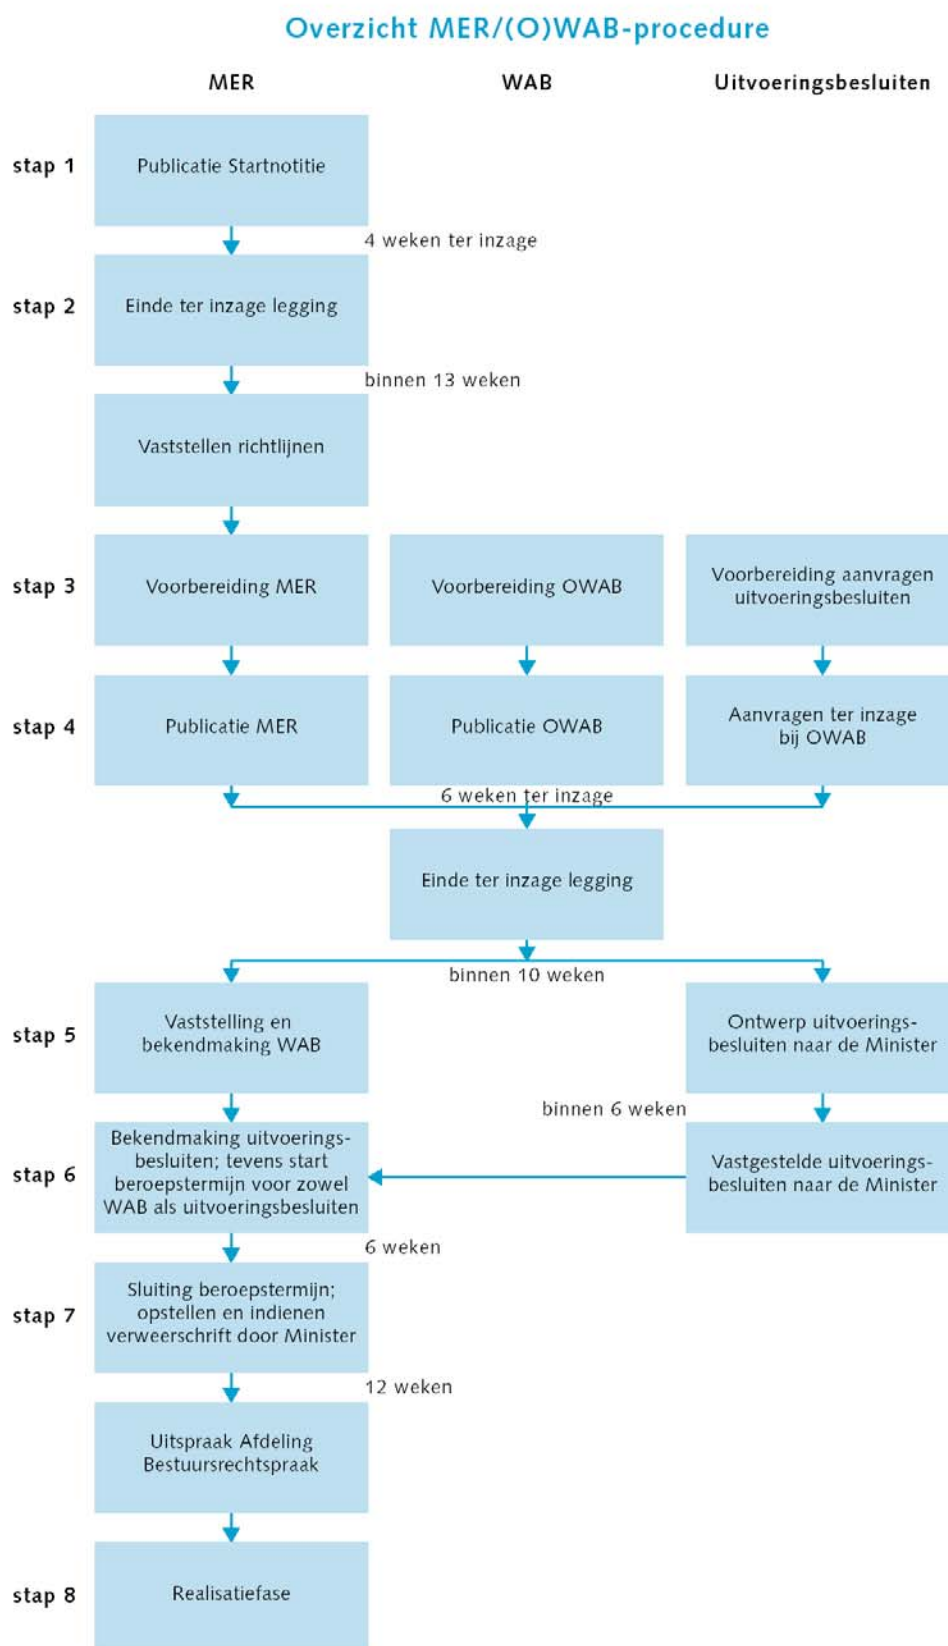 Overzicht MER/(O)WAB-procedure
MER
WAB
Uitvoeringsbesluiten
stap 1
Publicatie Startnotitie
4 weken ter inzage
stap 2
Einde ter inzage legging
binnen 13 weken
Vaststellen richtlijnen
stap 3
Voorbereiding MER
Voorbereiding OWAB
Voorbereiding aanvragen
uitvoeringsbesluiten
stap 4
Publicatie MER
Publicatie OWAB
Aanvragen ter inzage
bij OWAB
6 weken ter inzage
Einde ter inzage legging
binnen 10 weken
stap 5
Vaststelling en
bekendmaking WAB
Ontwerp uitvoerings-
besluiten naar de Minister
binnen 6 weken
stap 6
Bekendmaking uitvoerings-
besluiten; tevens start
beroepstermijn voor zowel
WAB als uitvoeringsbesluiten
Vastgestelde uitvoerings-
besluiten naar de Minister
6 weken
stap 7
Sluiting beroepstermijn;
opstellen en indienen
verweerschrift door Minister
12 weken
Uitspraak Afdeling
Bestuursrechtspraak
stap 8
Realisatiefase